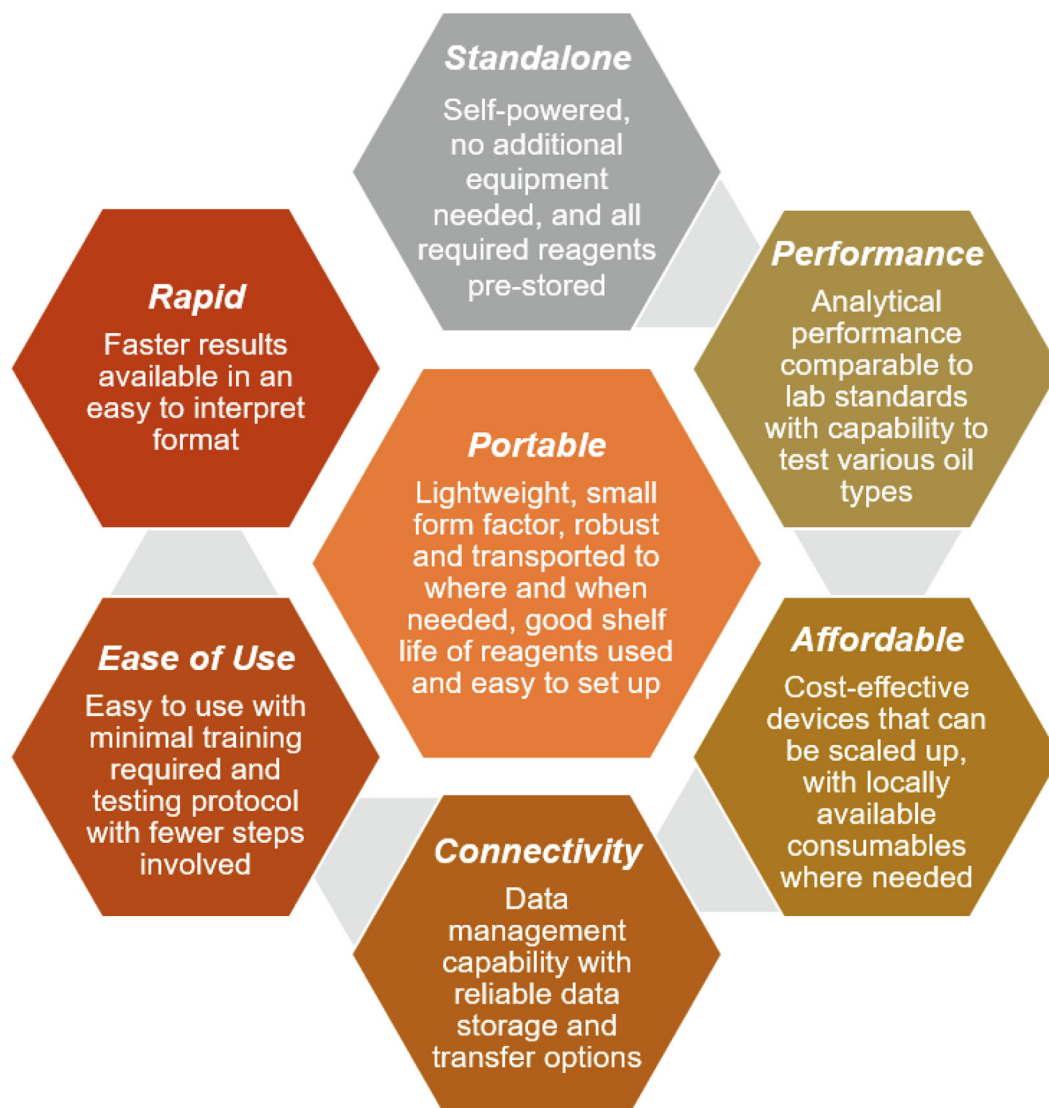 Standalone
Self-powered,
no additional
equipment
needed, and all
required reagents
pre-stored
Performance
Analytical
performance
comparable to
lab standards
with capability to
test various oil
types
Rapid
Faster results
available in an
easy to interpret
format
Portable
Lightweight, small
form factor, robust
and transported to
where and when
needed, good shelf
life of reagents used
and easy to set up
Affordable
Cost-effective
devices that can
be scaled up,
with locally
available
consumables
where needed
Ease of Use
Easy to use with
minimal training
required and
testing protocol
with fewer steps
involved
Connectivity
Data
management
capability with
reliable data
storage and
transfer options